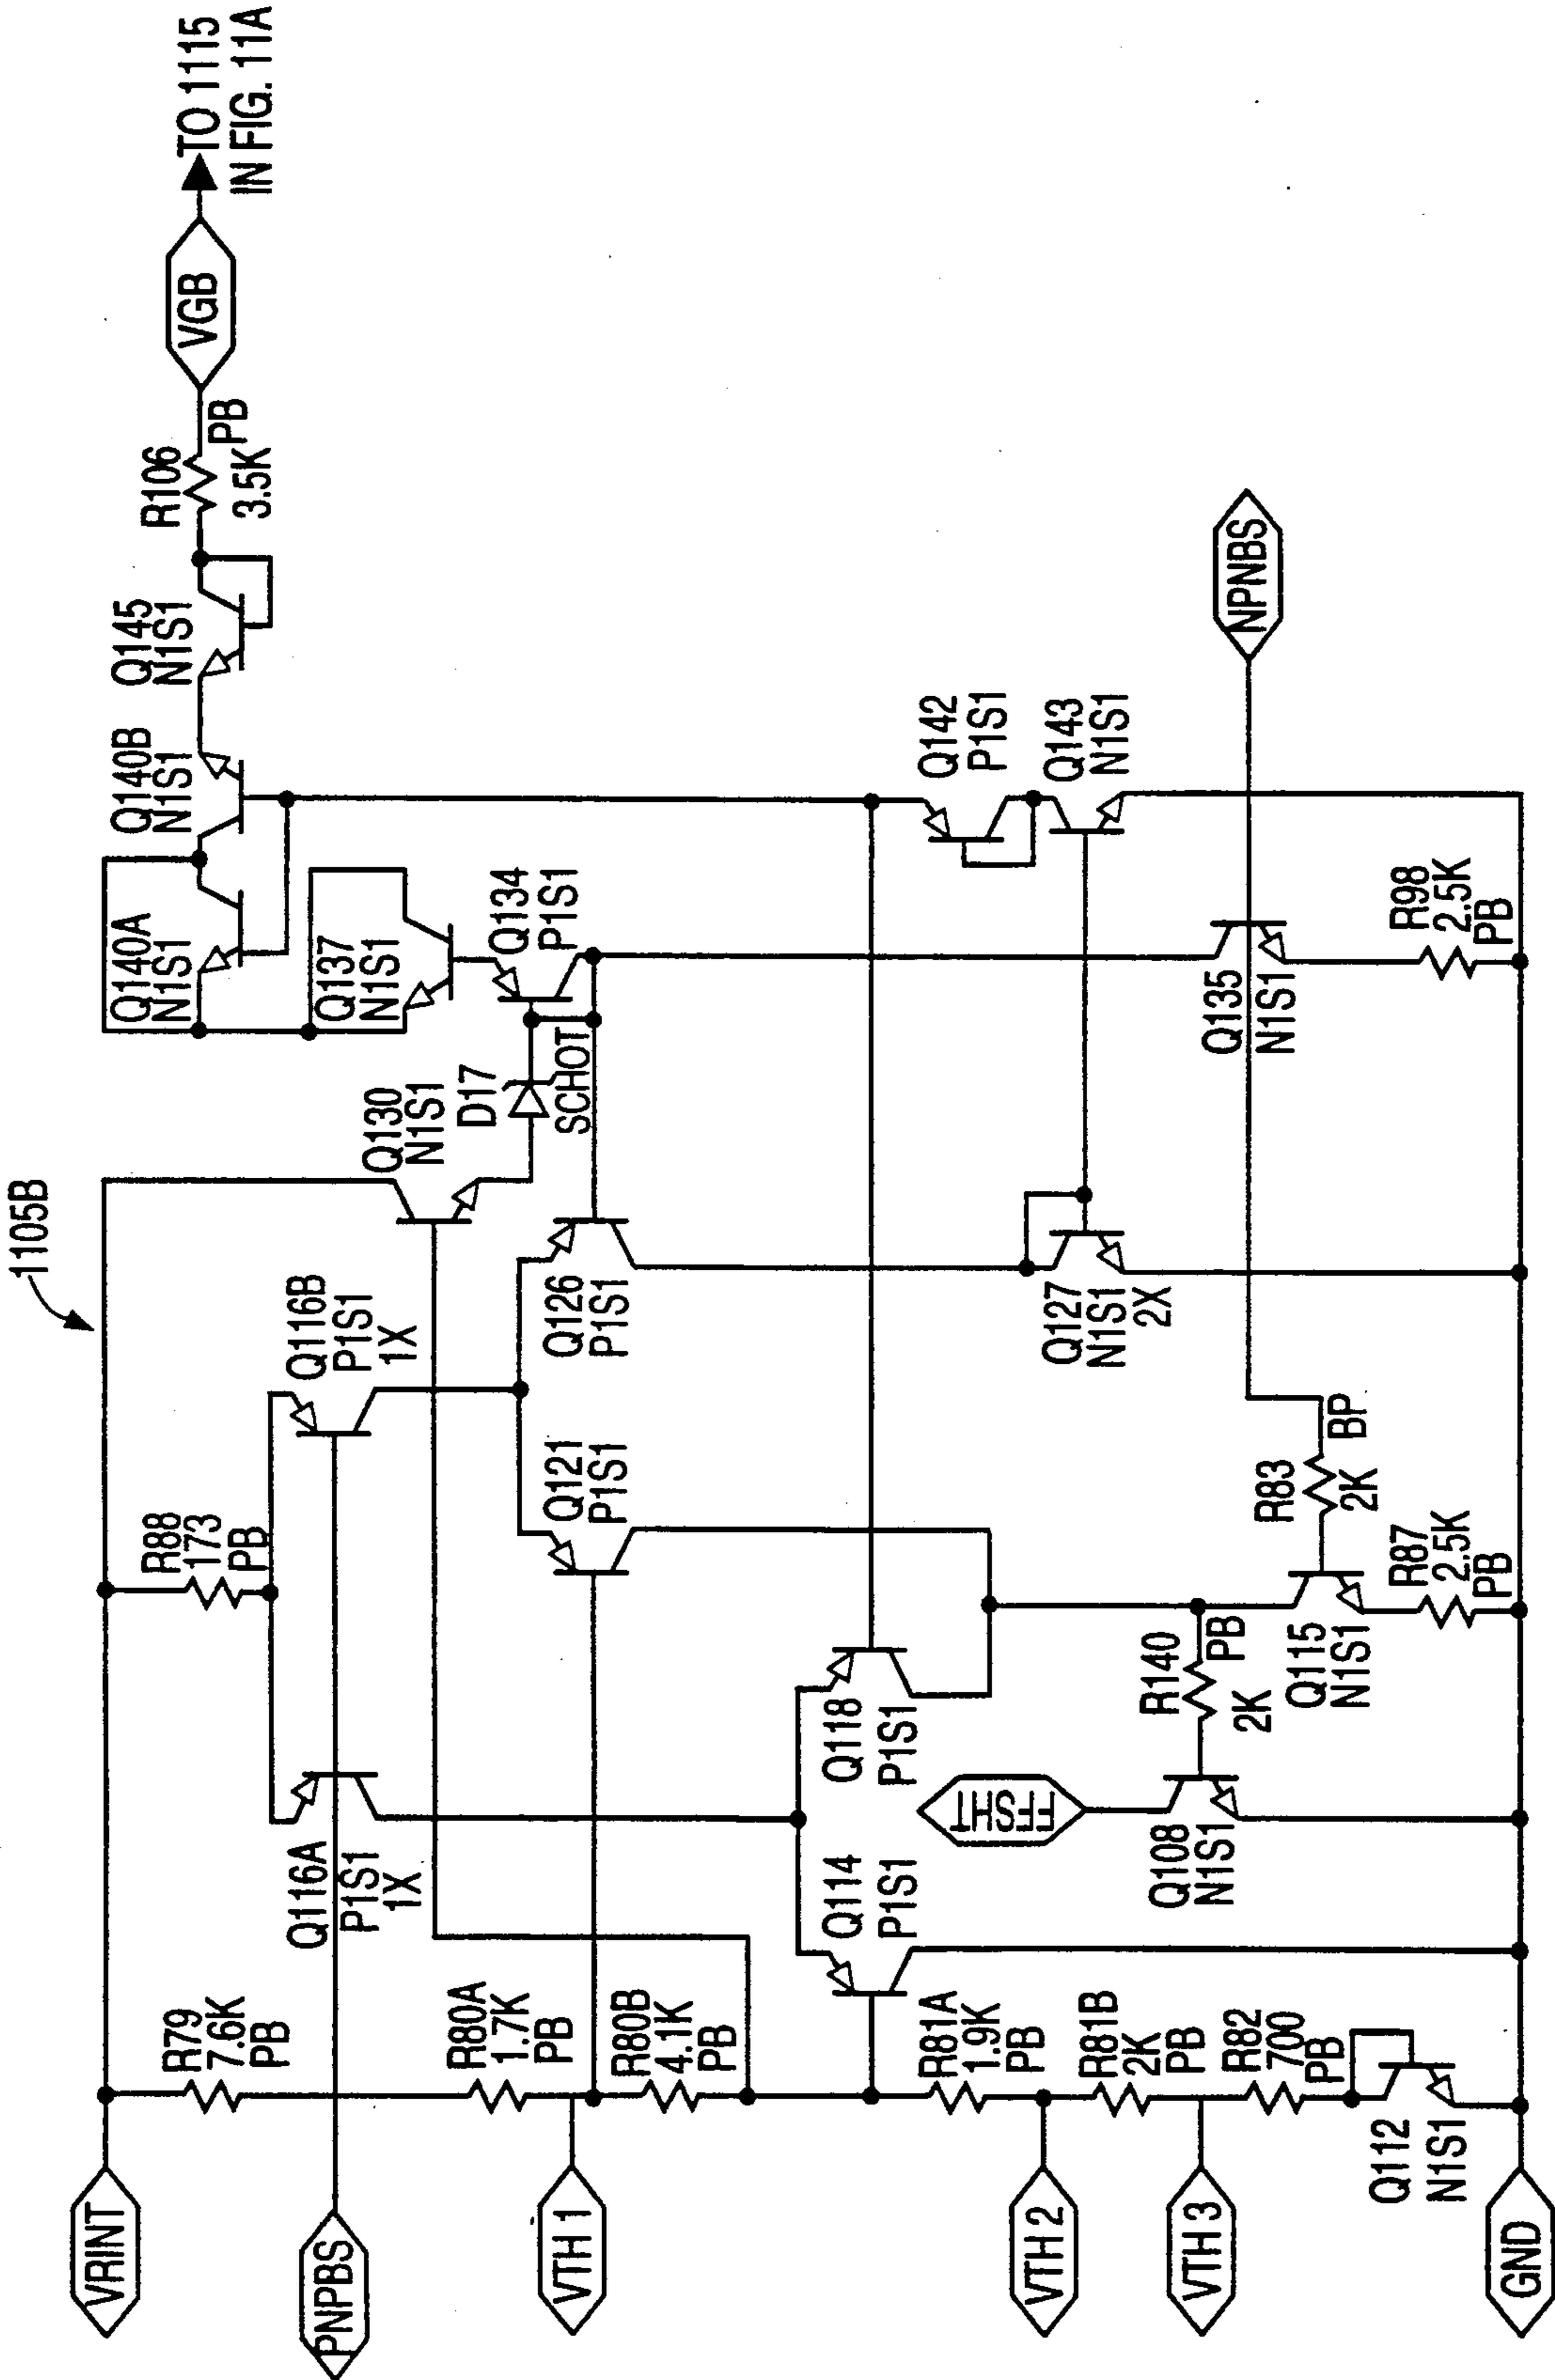 1105B
TO 1115
IN FIG. 11A
VRINT
PNPBS
VTH 1
VTH 2
VTH 3
GND
VGB
NPNBS
FFSHT
R79
7.6K
PB
R80A
1.7K
PB
R80B
4.1K
PB
R81A
1.9K
PB
R81B
2K
PB
R82
700
PB
Q112
N1S1
Q116A
P1S1
1X
R88
173
PB
Q116B
P1S1
1X
Q114
P1S1
Q118
P1S1
Q121
P1S1
Q126
P1S1
Q108
N1S1
R140
2K
PB
Q115
N1S1
R87
2.5K
PB
R83
2K
BP
Q127
N1S1
2X
Q130
N1S1
D17
SCHOT
Q134
P1S1
Q137
N1S1
Q140A
N1S1
Q140B
N1S1
Q145
N1S1
R106
3.5K
PB
Q142
P1S1
Q143
N1S1
Q135
N1S1
R98
2.5K
PB